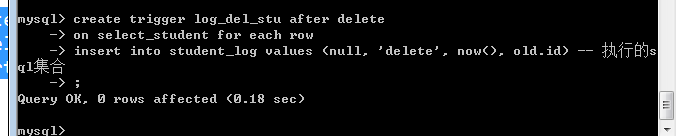 mysql> create trigger log_del_stu after delete
    -> on select_student for each row
    -> insert into student_log values (null, 'delete', now(), old.id) -- 执行的s
ql集合
    -> ;
Query OK, 0 rows affected (0.18 sec)
mysql>